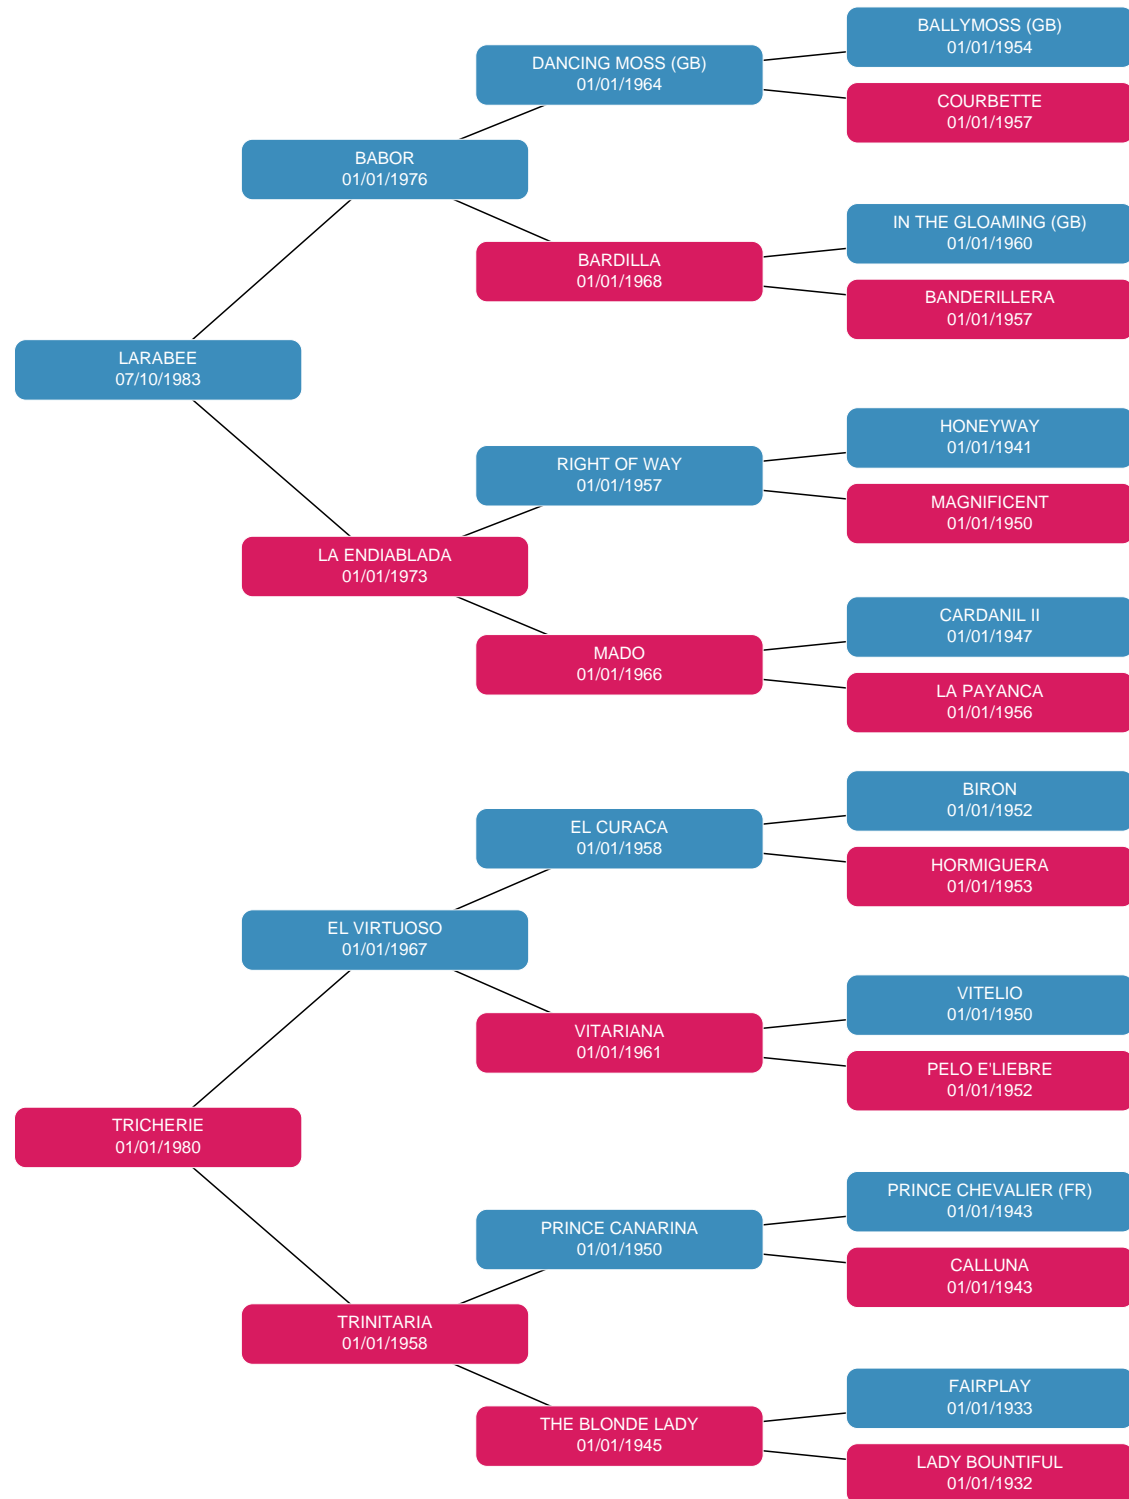 BALLYMOSS (GB)
01/01/1954
DANCING MOSS (GB)
01/01/1964
COURBETTE
01/01/1957
BABOR
01/01/1976
IN THE GLOAMING (GB)
01/01/1960
BARDILLA
01/01/1968
BANDERILLERA
01/01/1957
LARABEE
07/10/1983
HONEYWAY
01/01/1941
RIGHT OF WAY
01/01/1957
MAGNIFICENT
01/01/1950
LA ENDIABLADA
01/01/1973
CARDANIL II
01/01/1947
MADO
01/01/1966
LA PAYANCA
01/01/1956
BIRON
01/01/1952
EL CURACA
01/01/1958
HORMIGUERA
01/01/1953
EL VIRTUOSO
01/01/1967
VITELIO
01/01/1950
VITARIANA
01/01/1961
PELO E'LIEBRE
01/01/1952
TRICHERIE
01/01/1980
PRINCE CHEVALIER (FR)
01/01/1943
PRINCE CANARINA
01/01/1950
CALLUNA
01/01/1943
TRINITARIA
01/01/1958
FAIRPLAY
01/01/1933
THE BLONDE LADY
01/01/1945
LADY BOUNTIFUL
01/01/1932